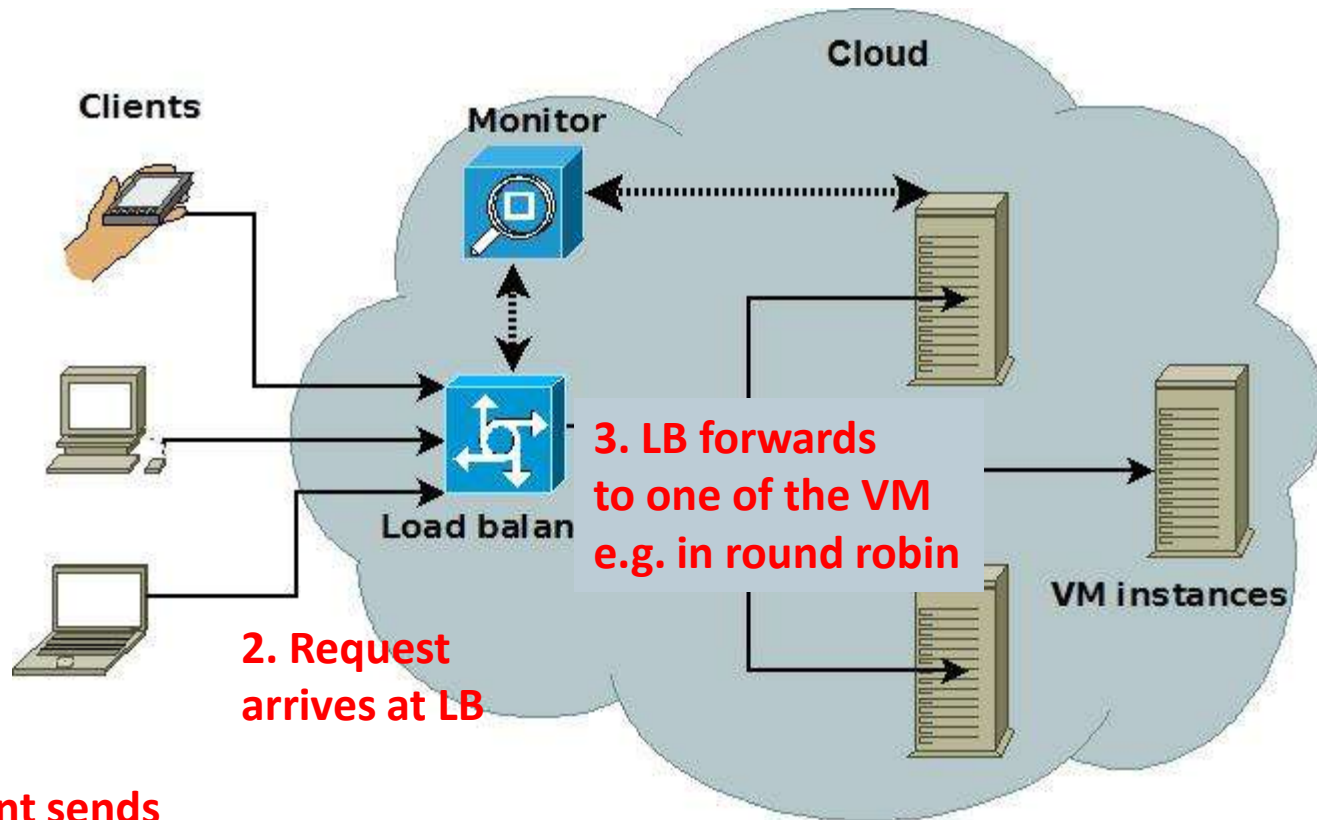 Cloud
Clients
Monitor
3. LB forwards
to one of the VM
e.g. in round robin
Load balan
VM instances
2. Request
arrives at LB
nt sends